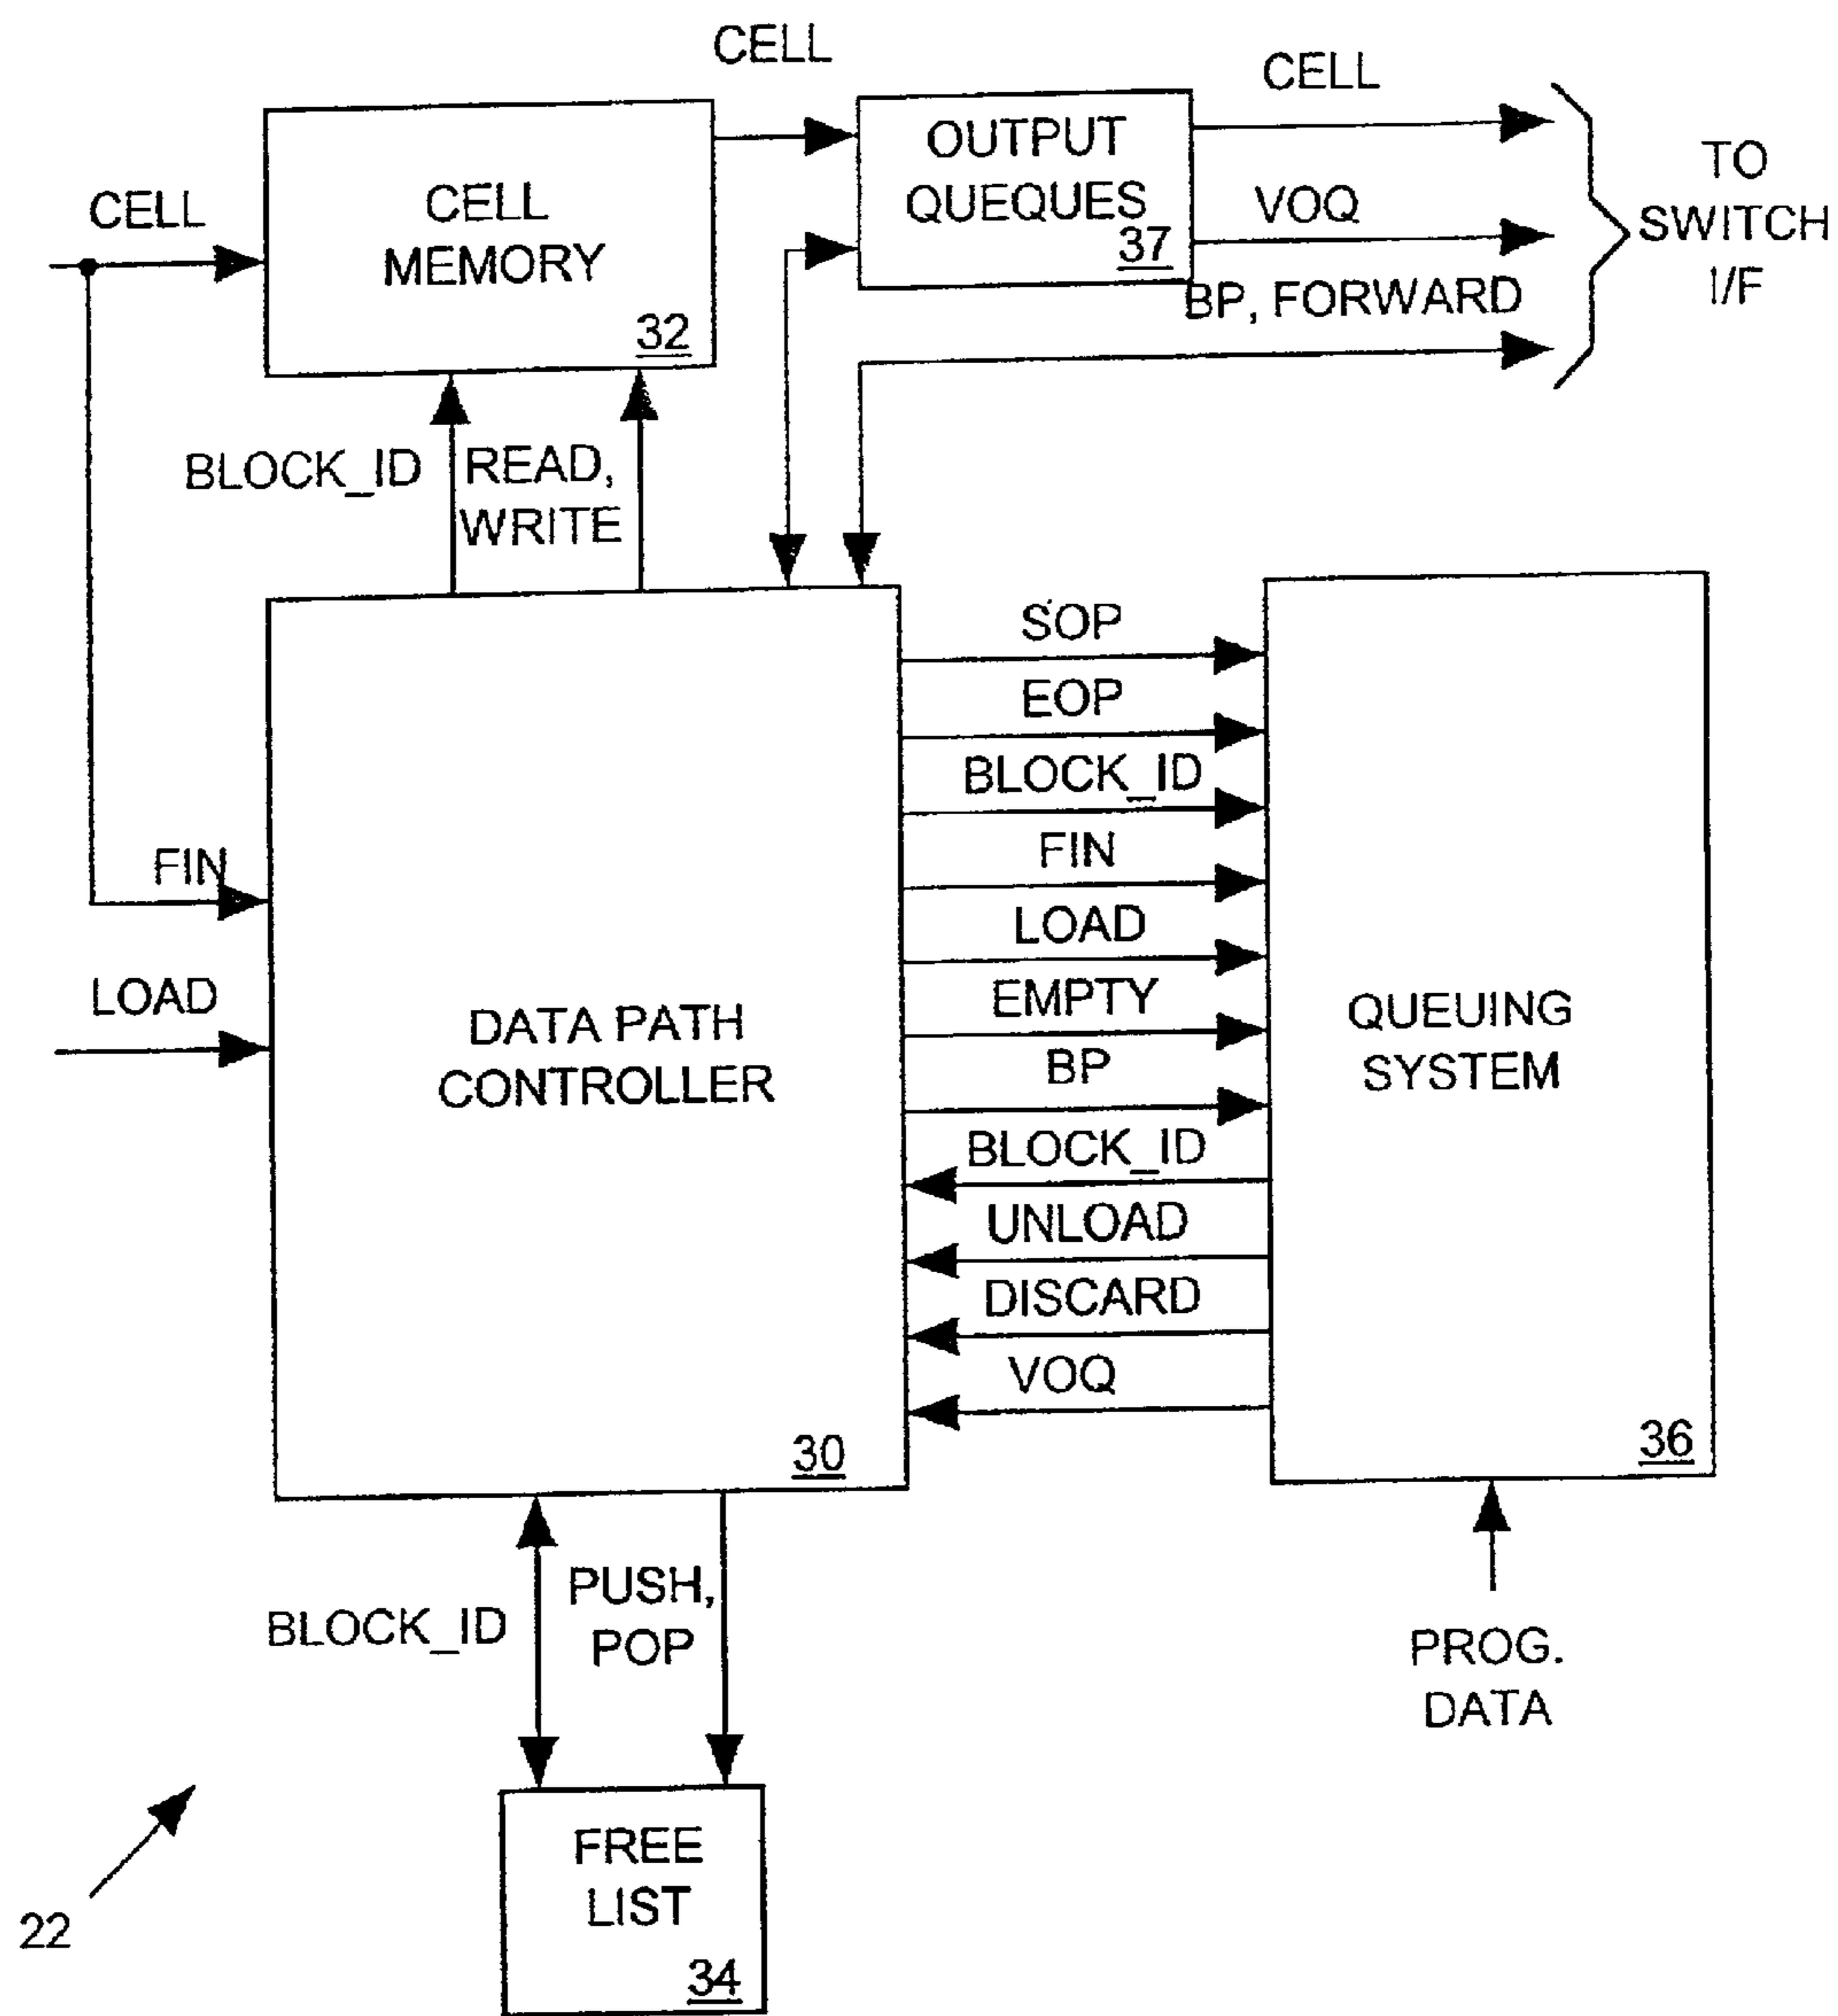 CELL
CELL
CELL
CELL
MEMORY
32
OUTPUT
QUEQUES
37
VOQ
BP, FORWARD
TO
SWITCH
I/F
BLOCK_ID
READ,
WRITE
FIN
LOAD
DATA PATH
CONTROLLER
30
SOP
EOP
BLOCK_ID
FIN
LOAD
EMPTY
BP
BLOCK_ID
UNLOAD
DISCARD
VOQ
QUEUING
SYSTEM
36
BLOCK_ID
PUSH,
POP
PROG.
DATA
FREE
LIST
34
22